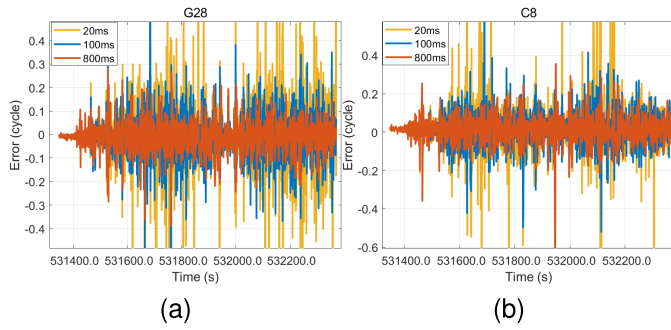 G28
20ms
100ms
800ms
0.4
0.3
0.2
0.1
0
-0.1
-0.2
-0.3
-0.4
Error (cycle)
531400.0 531600.0 531800.0 532000.0 532200.0
Time (s)
(a)
C8
20ms
100ms
800ms
0.4
0.2
0
-0.2
-0.4
-0.6
Error (cycle)
531400.0 531600.0 531800.0 532000.0 532200.0
Time (s)
(b)